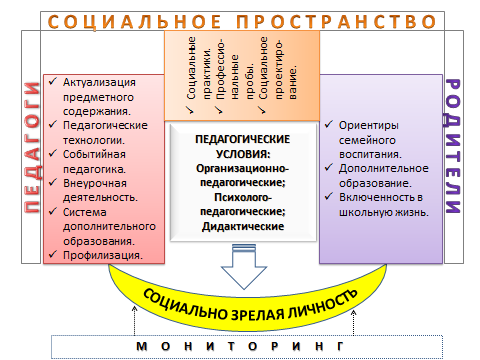 СОЦИАЛЬНОЕ ПРОСТРАНСТВО
ПЕДАГОГИ
✓ Актуализация
предметного
содержания.
✓ Педагогические
технологии.
✓ Событийная
педагогика.
✓ Внеурочная
деятельность.
✓ Система
дополнительного
образования.
✓ Профилизация.
✓ Социальные
практики.
✓ Профессио-
нальные
пробы.
✓ Социальное
проектиро-
вание.
ПЕДАГОГИЧЕСКИЕ
УСЛОВИЯ:
Организационно-
педагогические;
Психолого-
педагогические;
Дидактические
✓ Ориентиры
семейного
воспитания.
✓ Дополнительное
образование.
✓ Включенность в
школьную жизнь.
РОДИТЕЛИ
СОЦИАЛЬНО ЗРЕЛАЯ ЛИЧНОСТЬ
МОНИТОРИНГ